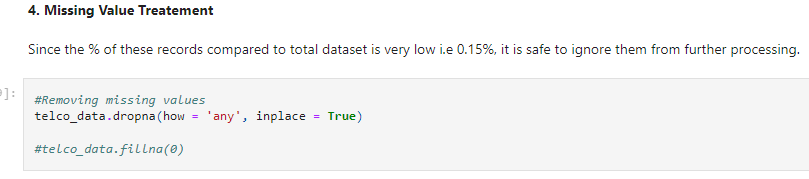 4. Missing Value Treatement
Since the % of these records compared to total dataset is very low i.e 0.15%, it is safe to ignore them from further processing.
]:
#Removing missing values
telco_data.dropna(how = 'any', inplace = True)
#telco_data.fillna(0)